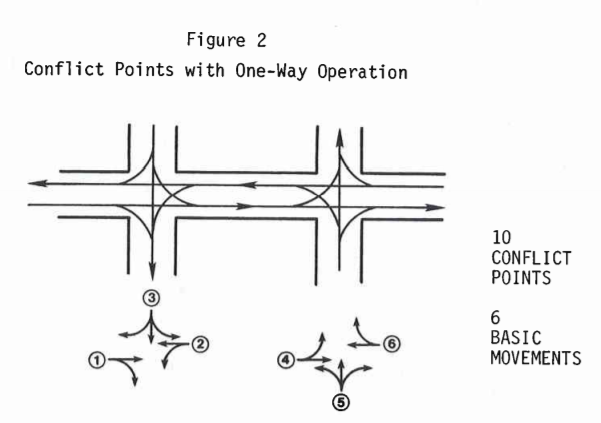 Figure 2
Conflict Points with One-Way Operation
10
CONFLICT
POINTS
6
BASIC
MOVEMENTS
3
2
1
6
4
5